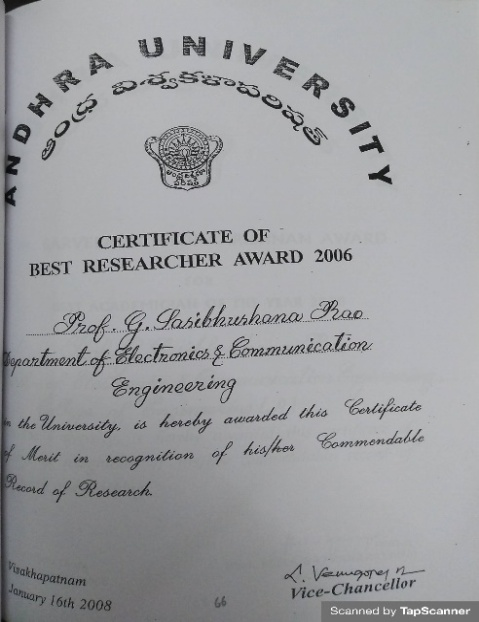 ANDHRA UNIVERSITY
ఆంధ్ర విశ్వకళాపరిషత్
CERTIFICATE OF
BEST RESEARCHER AWARD 2006
Prof. G. Sasibhushana Rao
Department of Electronics & Communication
Engineering
in the University, is hereby awarded this Certificate
of Merit in recognition of his/her Commendable
Record of Research.
Visakhapatnam
January 16th 2008
66
Vice-Chancellor
Scanned by TapScanner